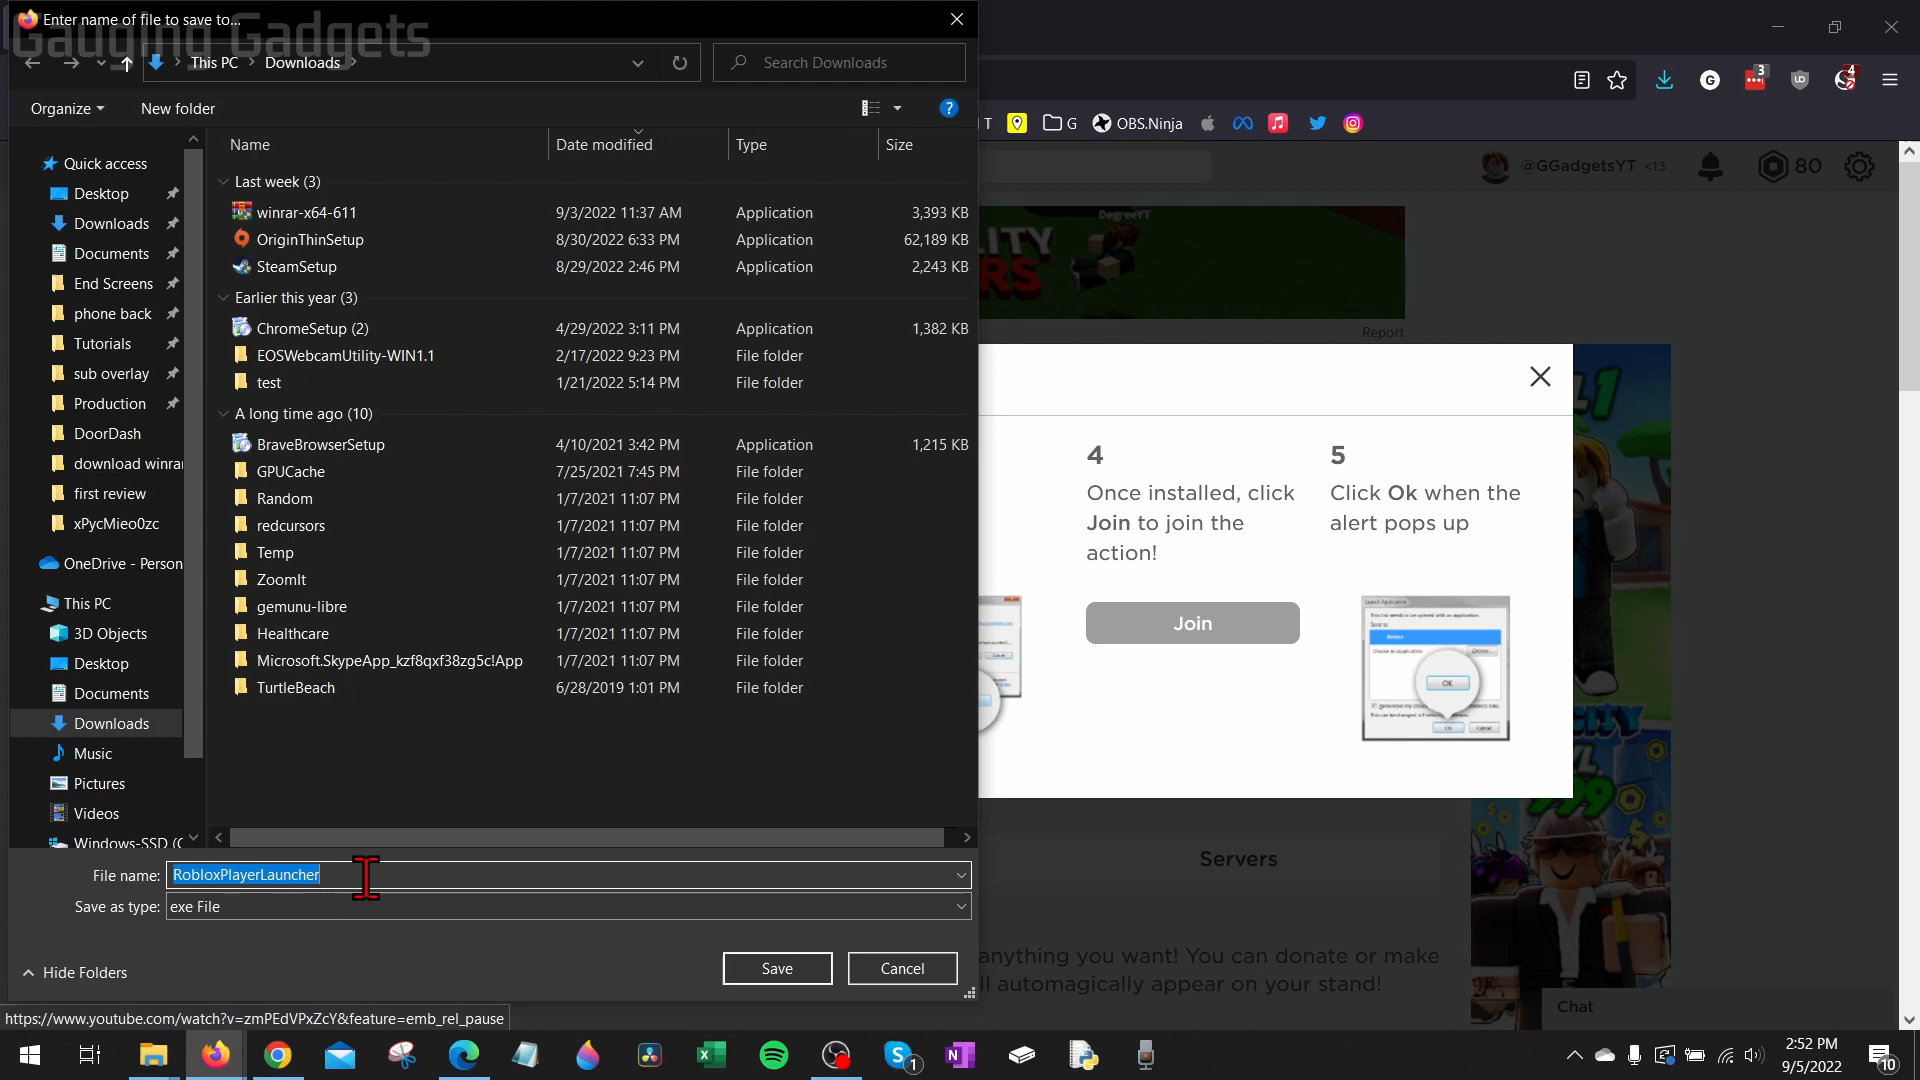 Enter name of file to save to...
Gauging Gadgets
This PC
Downloads
Search Downloads
Organize
New folder
?
Name
Date modified
Type
Size
Quick access
Desktop
Downloads
Documents
End Screens
phone back
Tutorials
sub overlay
Production
DoorDash
download winrar
first review
xPycMieo0zc
OneDrive - Person
This PC
3D Objects
Desktop
Documents
Downloads
Music
Pictures
Videos
Windows-SSD (C
Last week (3)
winrar-x64-611 9/3/2022 11:37 AM Application 3,393 KB
OriginThinSetup 8/30/2022 6:33 PM Application 62,189 KB
SteamSetup 8/29/2022 2:46 PM Application 2,243 KB
Earlier this year (3)
ChromeSetup (2) 4/29/2022 3:11 PM Application 1,382 KB
EOSWebcamUtility-WIN1.1 2/17/2022 9:23 PM File folder
test 1/21/2022 5:14 PM File folder
A long time ago (10)
BraveBrowserSetup 4/10/2021 3:42 PM Application 1,215 KB
GPUCache 7/25/2021 7:45 PM File folder
Random 1/7/2021 11:07 PM File folder
redcursors 1/7/2021 11:07 PM File folder
Temp 1/7/2021 11:07 PM File folder
ZoomIt 1/7/2021 11:07 PM File folder
gemunu-libre 1/7/2021 11:07 PM File folder
Healthcare 1/7/2021 11:07 PM File folder
Microsoft.SkypeApp_kzf8qxf38zg5c!App 1/7/2021 11:07 PM File folder
TurtleBeach 6/28/2019 1:01 PM File folder
File name: RobloxPlayerLauncher
Save as type: exe File
Hide Folders
Save
Cancel
https://www.youtube.com/watch?v=zmPEdVPxZcY&feature=emb_rel_pause
G
3
4
T
G
OBS.Ninja
@GGadgetsYT <13
80
DegreeYT
Report
4
Once installed, click
Join to join the
action!
Join
5
Click Ok when the
alert pops up
OK
Servers
anything you want! You can donate or make
ll automagically appear on your stand!
Chat
1
2:52 PM
9/5/2022
10